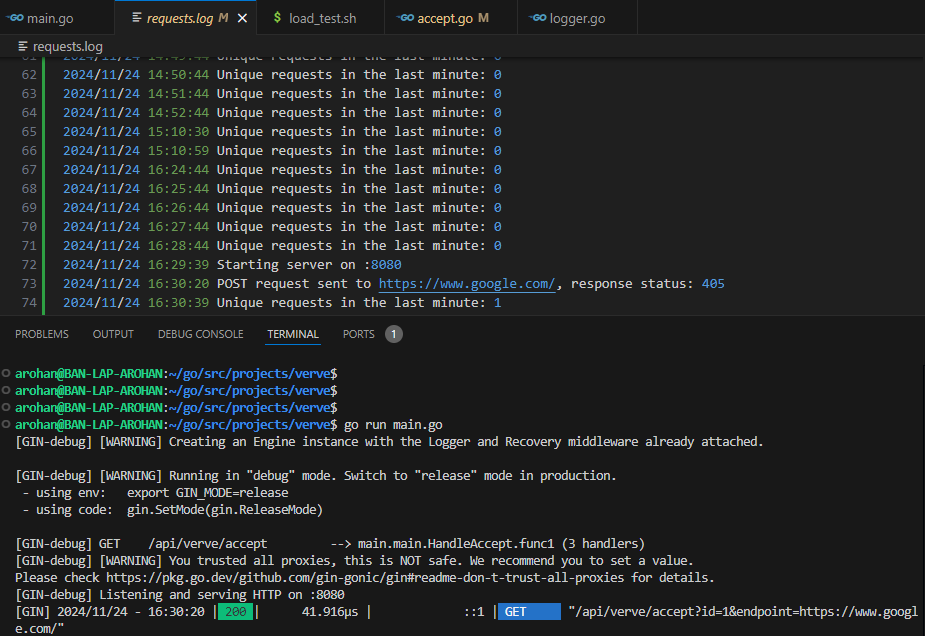 main.go
requests.log M
$ load_test.sh
accept.go M
logger.go
requests.log
61 2024/11/24 14:49:44 Unique requests in the last minute: 0
62 2024/11/24 14:50:44 Unique requests in the last minute: 0
63 2024/11/24 14:51:44 Unique requests in the last minute: 0
64 2024/11/24 14:52:44 Unique requests in the last minute: 0
65 2024/11/24 15:10:30 Unique requests in the last minute: 0
66 2024/11/24 15:10:59 Unique requests in the last minute: 0
67 2024/11/24 16:24:44 Unique requests in the last minute: 0
68 2024/11/24 16:25:44 Unique requests in the last minute: 0
69 2024/11/24 16:26:44 Unique requests in the last minute: 0
70 2024/11/24 16:27:44 Unique requests in the last minute: 0
71 2024/11/24 16:28:44 Unique requests in the last minute: 0
72 2024/11/24 16:29:39 Starting server on :8080
73 2024/11/24 16:30:20 POST request sent to https://www.google.com/, response status: 405
74 2024/11/24 16:30:39 Unique requests in the last minute: 1
PROBLEMS OUTPUT DEBUG CONSOLE TERMINAL PORTS 1
arohan@BAN-LAP-AROHAN:~/go/src/projects/verve$
arohan@BAN-LAP-AROHAN:~/go/src/projects/verve$
arohan@BAN-LAP-AROHAN:~/go/src/projects/verve$
arohan@BAN-LAP-AROHAN:~/go/src/projects/verve$ go run main.go
[GIN-debug] [WARNING] Creating an Engine instance with the Logger and Recovery middleware already attached.
[GIN-debug] [WARNING] Running in "debug" mode. Switch to "release" mode in production.
- using env: export GIN_MODE=release
- using code: gin.SetMode(gin.ReleaseMode)
[GIN-debug] GET /api/verve/accept --> main.main.HandleAccept.func1 (3 handlers)
[GIN-debug] [WARNING] You trusted all proxies, this is NOT safe. We recommend you to set a value.
Please check https://pkg.go.dev/github.com/gin-gonic/gin#readme-don-t-trust-all-proxies for details.
[GIN-debug] Listening and serving HTTP on :8080
[GIN] 2024/11/24 - 16:30:20 | 200 | 41.916µs | ::1 | GET "/api/verve/accept?id=1&endpoint=https://www.googl
e.com/"